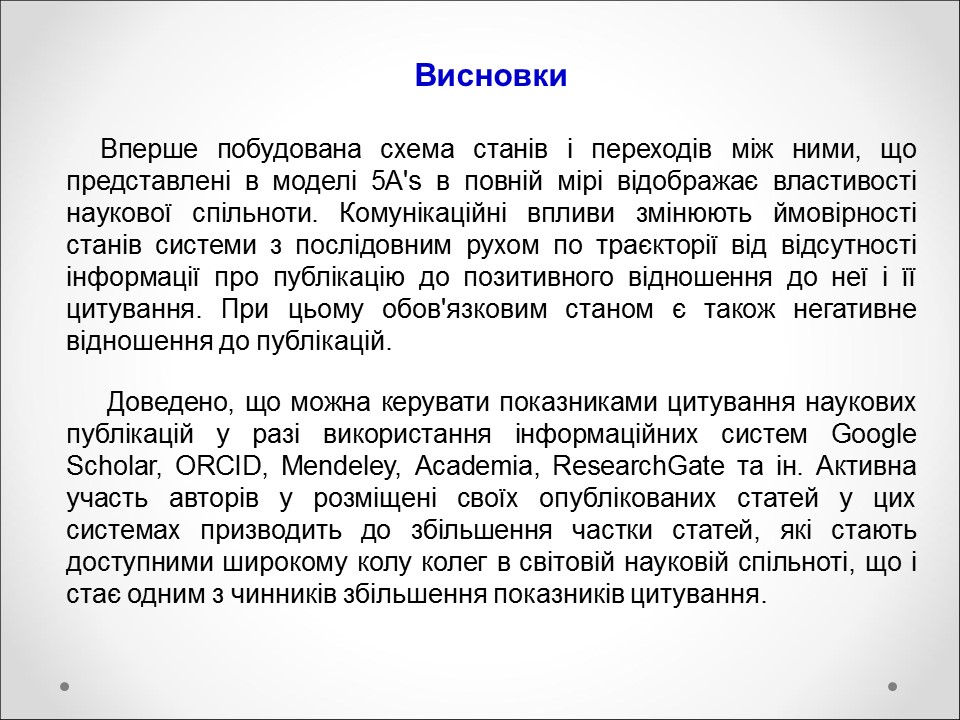 Висновки
Вперше побудована схема станів і переходів між ними, що
представлені в моделі 5A's в повній мірі відображає властивості
наукової спільноти. Комунікаційні впливи змінюють ймовірності
станів системи з послідовним рухом по траєкторії від відсутності
інформації про публікацію до позитивного відношення до неї і її
цитування. При цьому обов'язковим станом є також негативне
відношення до публікацій.
Доведено, що можна керувати показниками цитування наукових
публікацій у разі використання інформаційних систем Google
Scholar, ORCID, Mendeley, Academia, ResearchGate та ін. Активна
участь авторів у розміщені своїх опублікованих статей у цих
системах призводить до збільшення частки статей, які стають
доступними широкому колу колег в світовій науковій спільноті, що і
стає одним з чинників збільшення показників цитування.